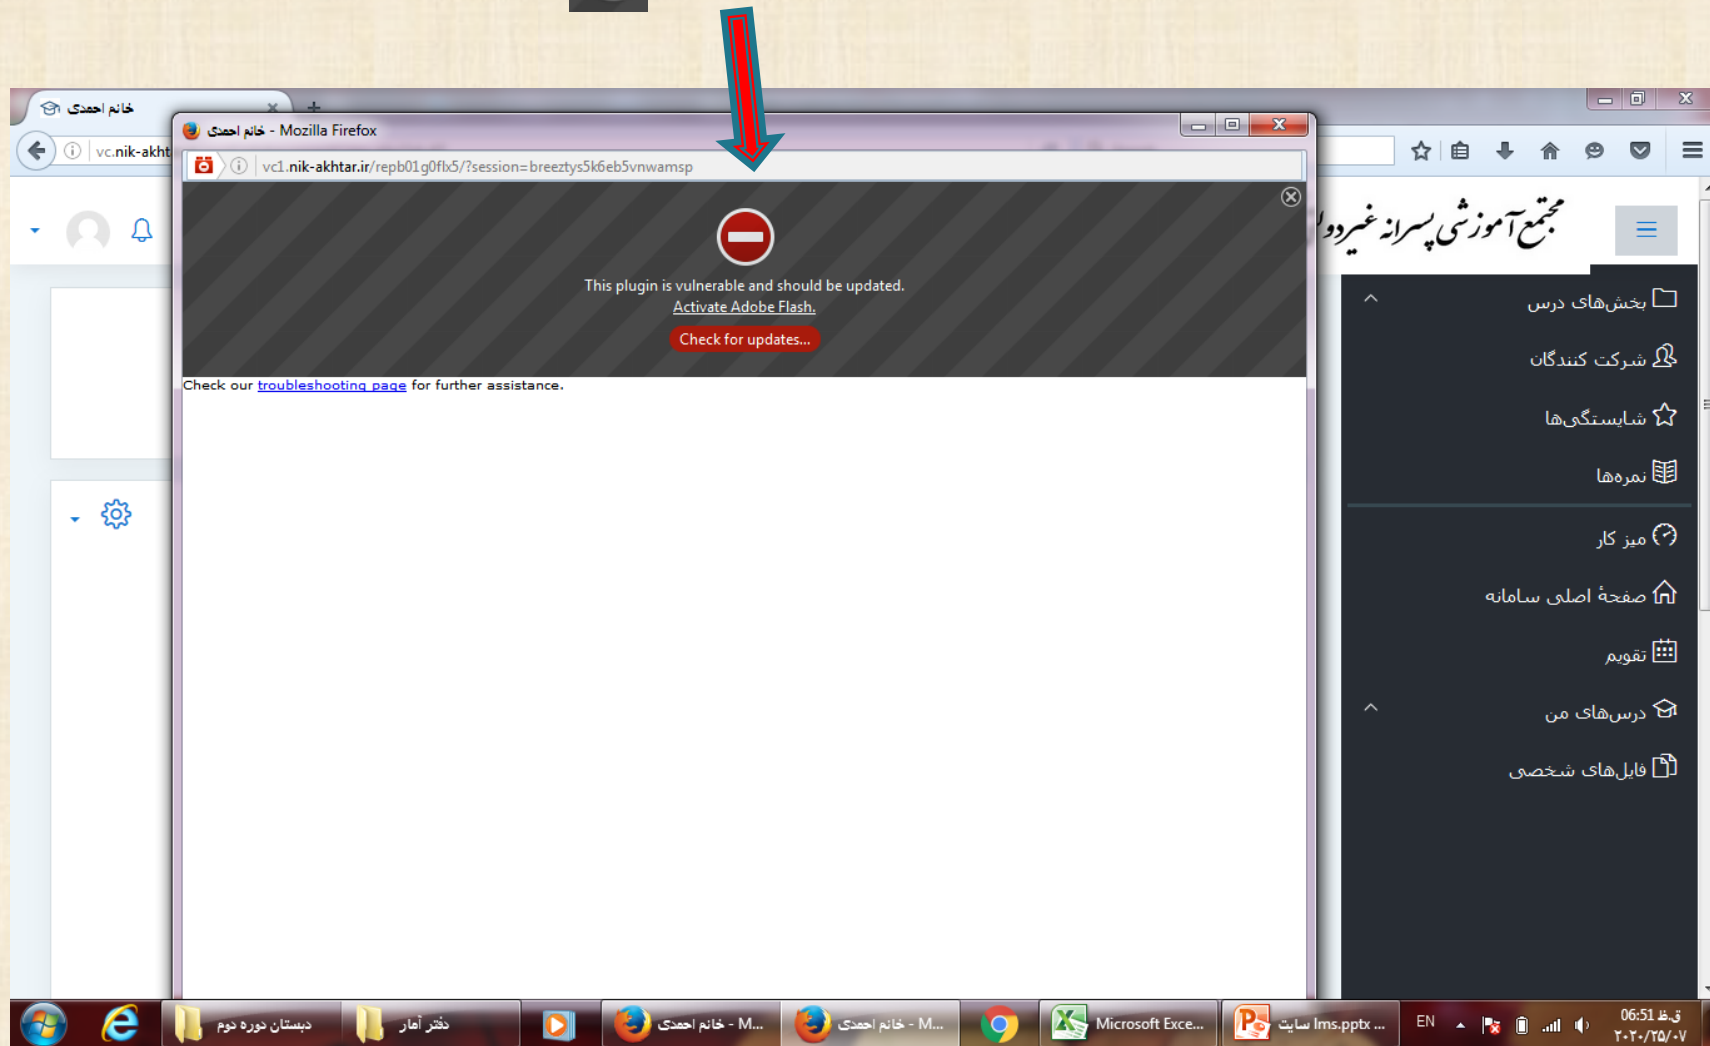 خانم احمدی
vc.nik-akht
خانم احمدی - Mozilla Firefox
vc1.nik-akhtar.ir/repb01g0flx5/?session=breeztys5k6eb5vnwamsp
This plugin is vulnerable and should be updated.
Activate Adobe Flash.
Check for updates...
Check our troubleshooting page for further assistance.
مجتمع آموزشی پسرانه غیردول
بخش‌های درس
شرکت کنندگان
شایستگی‌ها
نمره‌ها
میز کار
صفحهٔ اصلی سامانه
تقویم
درس‌های من
فایل‌های شخصی
دبستان دوره دوم
دفتر آمار
خانم احمدی - M...
خانم احمدی - M...
Microsoft Exce...
سایت lms.pptx ...
EN
06:51 ق.ظ
۲۰۲۰/۲۵/۰۷